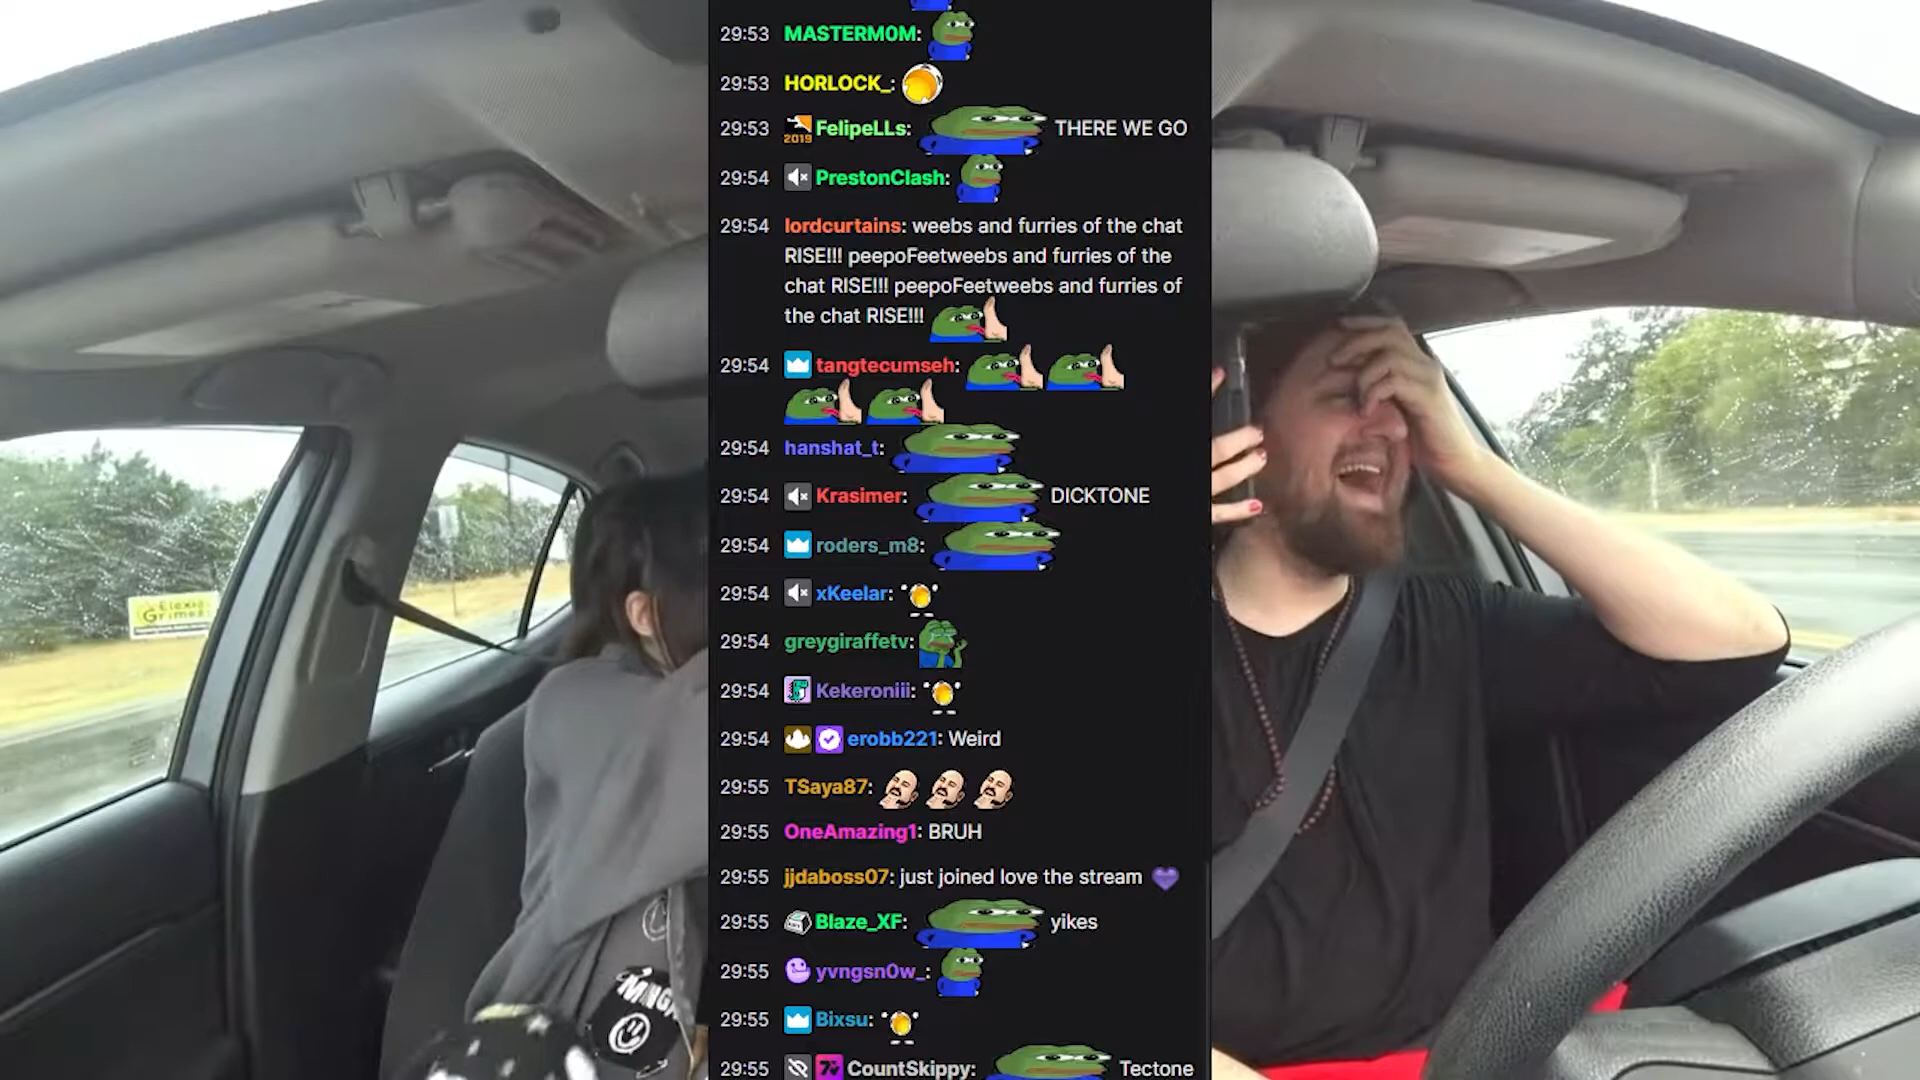 29:53 MASTERM0M:
29:53 HORLOCK_:
29:53 2019 FelipeLLs: THERE WE GO
29:54 PrestonClash:
29:54 lordcurtains: weebs and furries of the chat
RISE!!! peepoFeetweebs and furries of the
chat RISE!!! peepoFeetweebs and furries of
the chat RISE!!!
29:54 tangtecumseh:
29:54 hanshat_t:
29:54 Krasimer: DICKTONE
29:54 roders_m8:
29:54 xKeelar:
29:54 greygiraffetv:
29:54 Kekeroniii:
29:54 erobb221: Weird
29:55 TSaya87:
29:55 OneAmazing1: BRUH
29:55 jjdaboss07: just joined love the stream
29:55 Blaze_XF: yikes
29:55 yvngsn0w_:
29:55 Bixsu:
29:55 CountSkippy: Tectone
Grimes